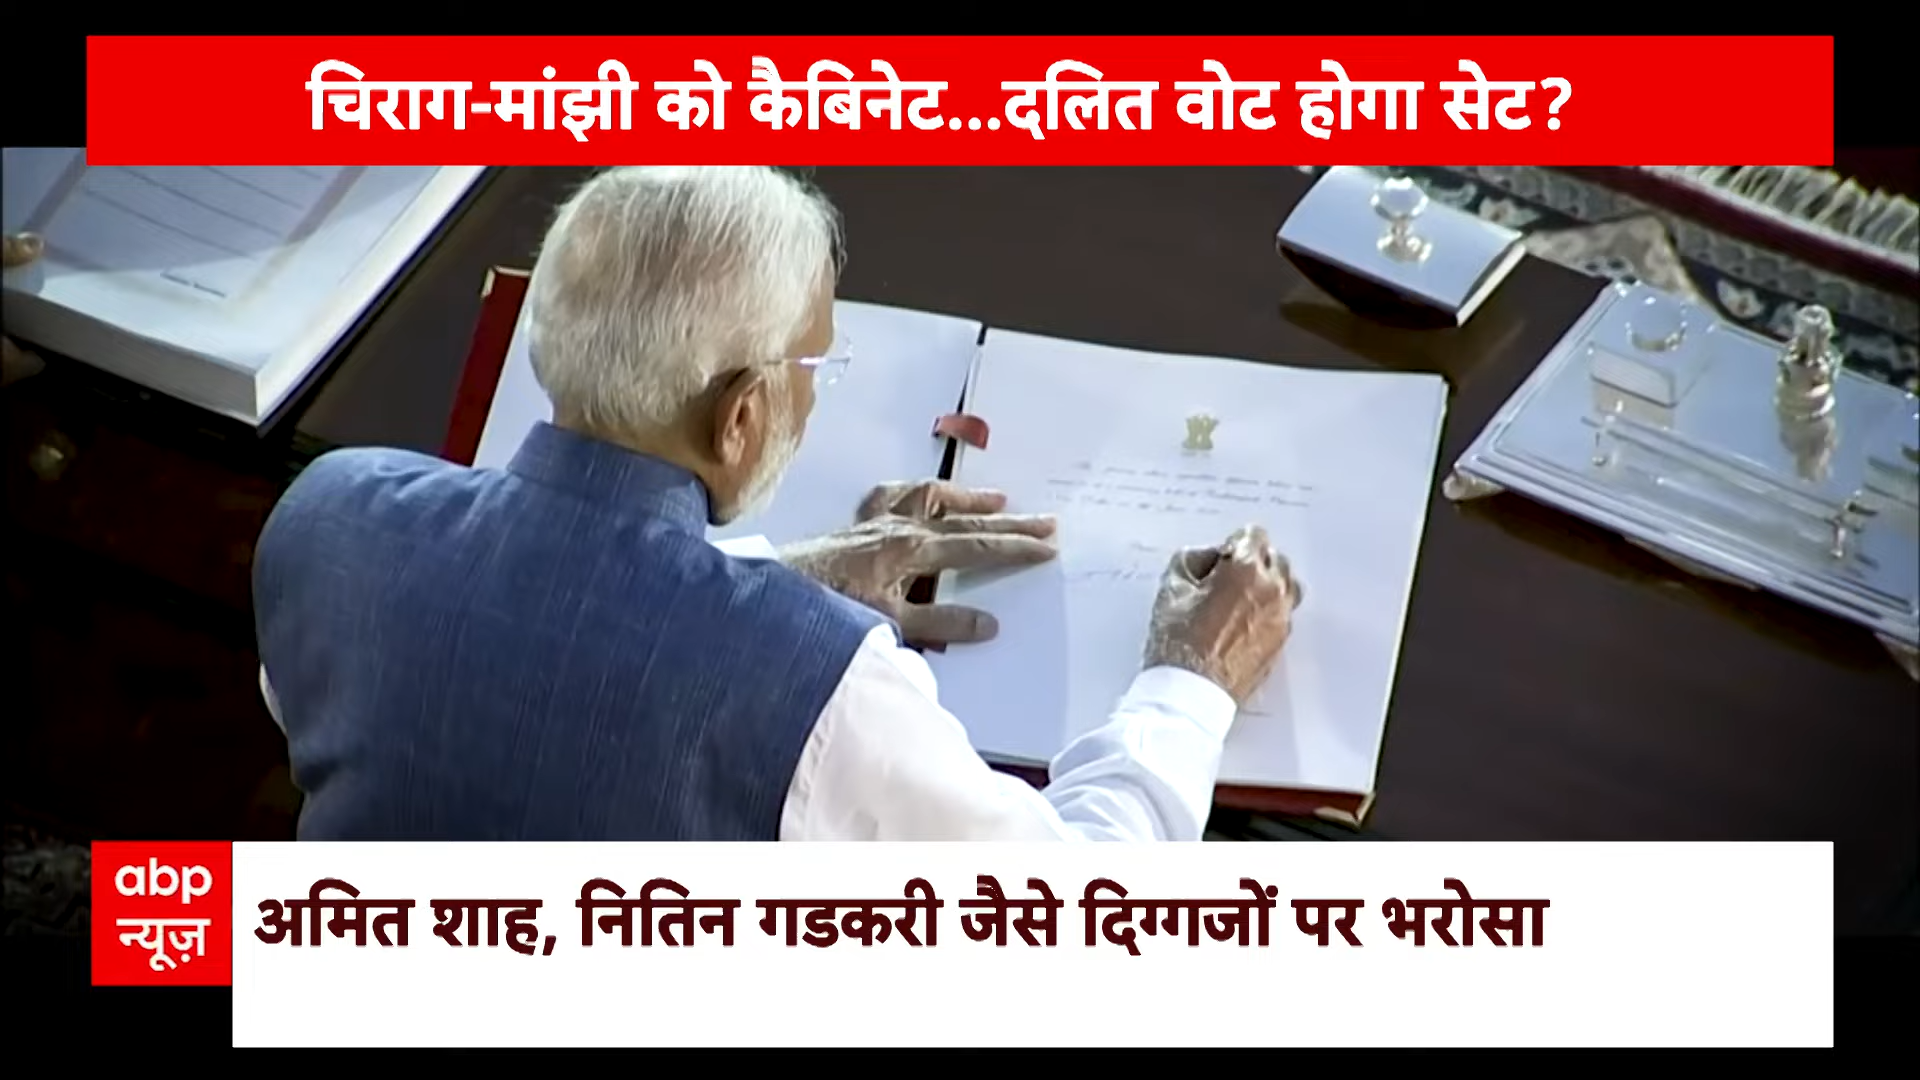 चिराग-मांझी को कैबिनेट...दलित वोट होगा सेट?
abp
न्यूज़
अमित शाह, नितिन गडकरी जैसे दिग्गजों पर भरोसा